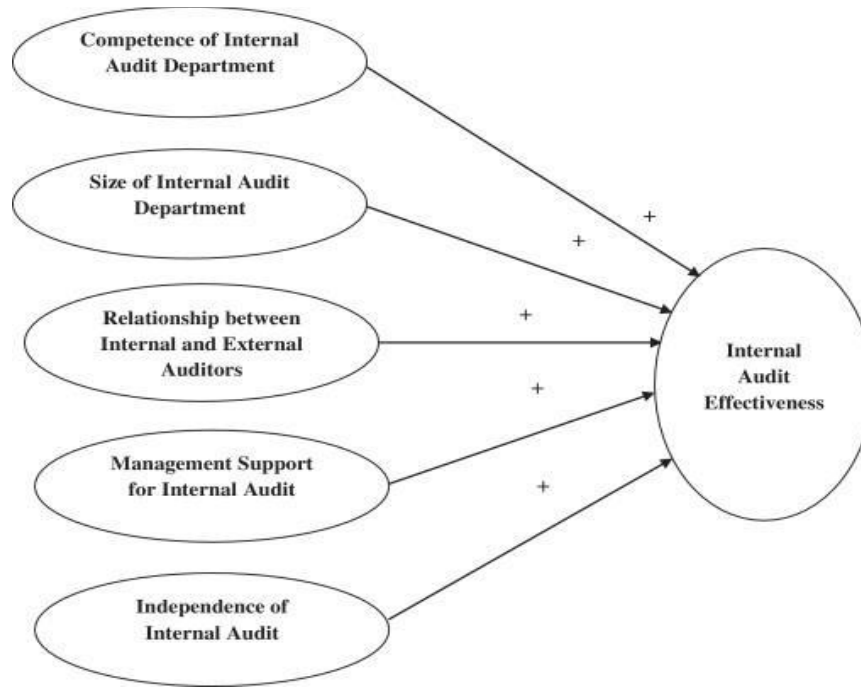 Competence of Internal
Audit Department
+
Size of Internal Audit
Department
+
Relationship between
Internal and External
Auditors
+
Internal
Audit
Effectiveness
Management Support
for Internal Audit
+
Independence of
Internal Audit
+